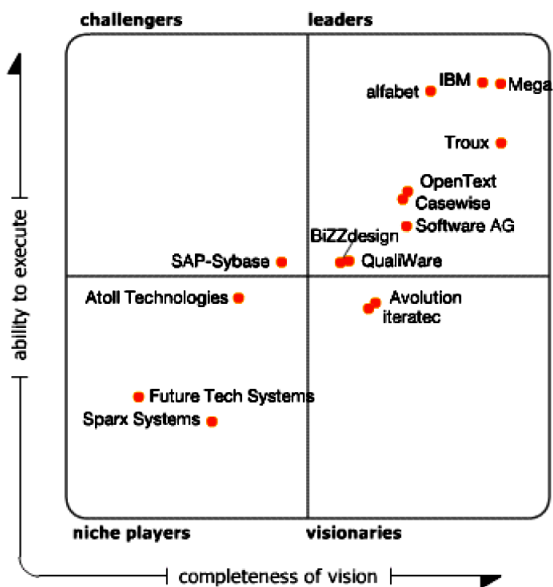 challengers
leaders
IBM
Mega
alfabet
Troux
OpenText
Casewise
Software AG
BiZZdesign
SAP-Sybase
QualiWare
Atoll Technologies
Avolution
iteratec
Future Tech Systems
Sparx Systems
niche players
visionaries
ability to execute
completeness of vision